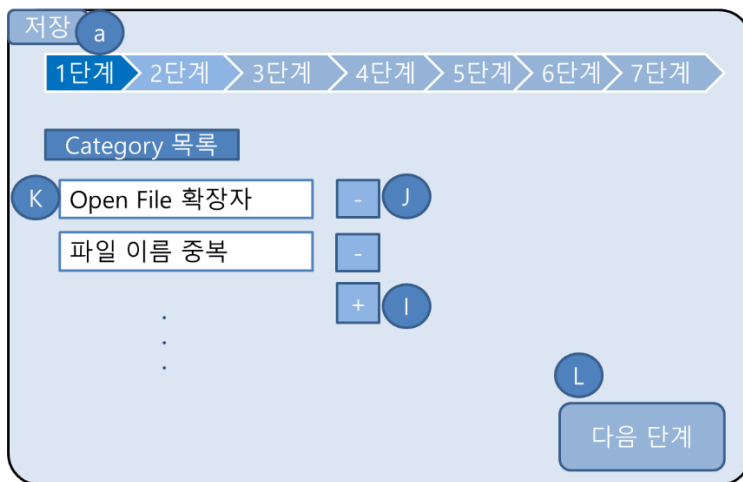 저장 a
1단계 2단계 3단계 4단계 5단계 6단계 7단계
Category 목록
K Open File 확장자 - J
파일 이름 중복 -
+ I
.
.
.
L
다음 단계